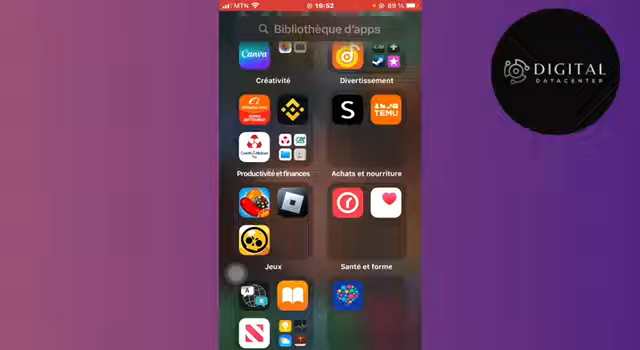 MTN
19:52
89 %
Bibliothèque d'apps
Canva
DIGITAL
DATACENTER
Créativité
Divertissement
S
TEMU
Productivité et finances
Achats et nourriture
Jeux
Santé et forme